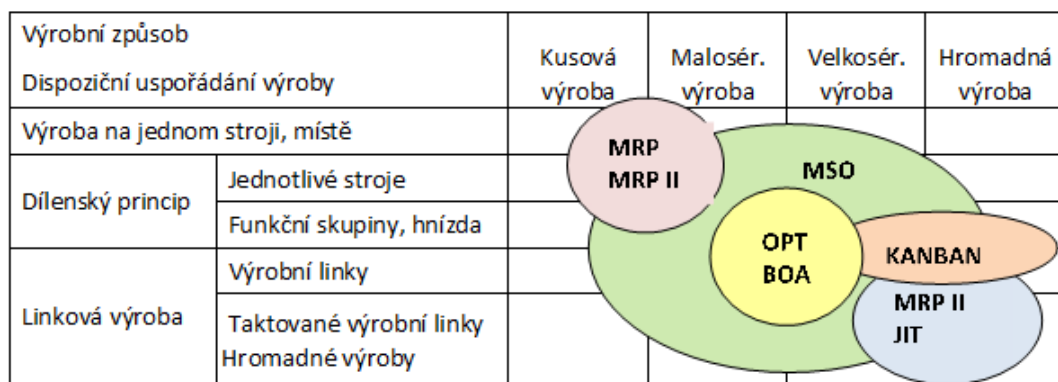 Výrobní způsob
Dispoziční uspořádání výroby
Kusová
výroba
Malosér.
výroba
Velkosér.
výroba
Hromadná
výroba
Výroba na jednom stroji, místě
Dílenský princip
Jednotlivé stroje
Funkční skupiny, hnízda
Linková výroba
Výrobní linky
Taktované výrobní linky
Hromadné výroby
MRP
MRP II
MSO
OPT
BOA
KANBAN
MRP II
JIT